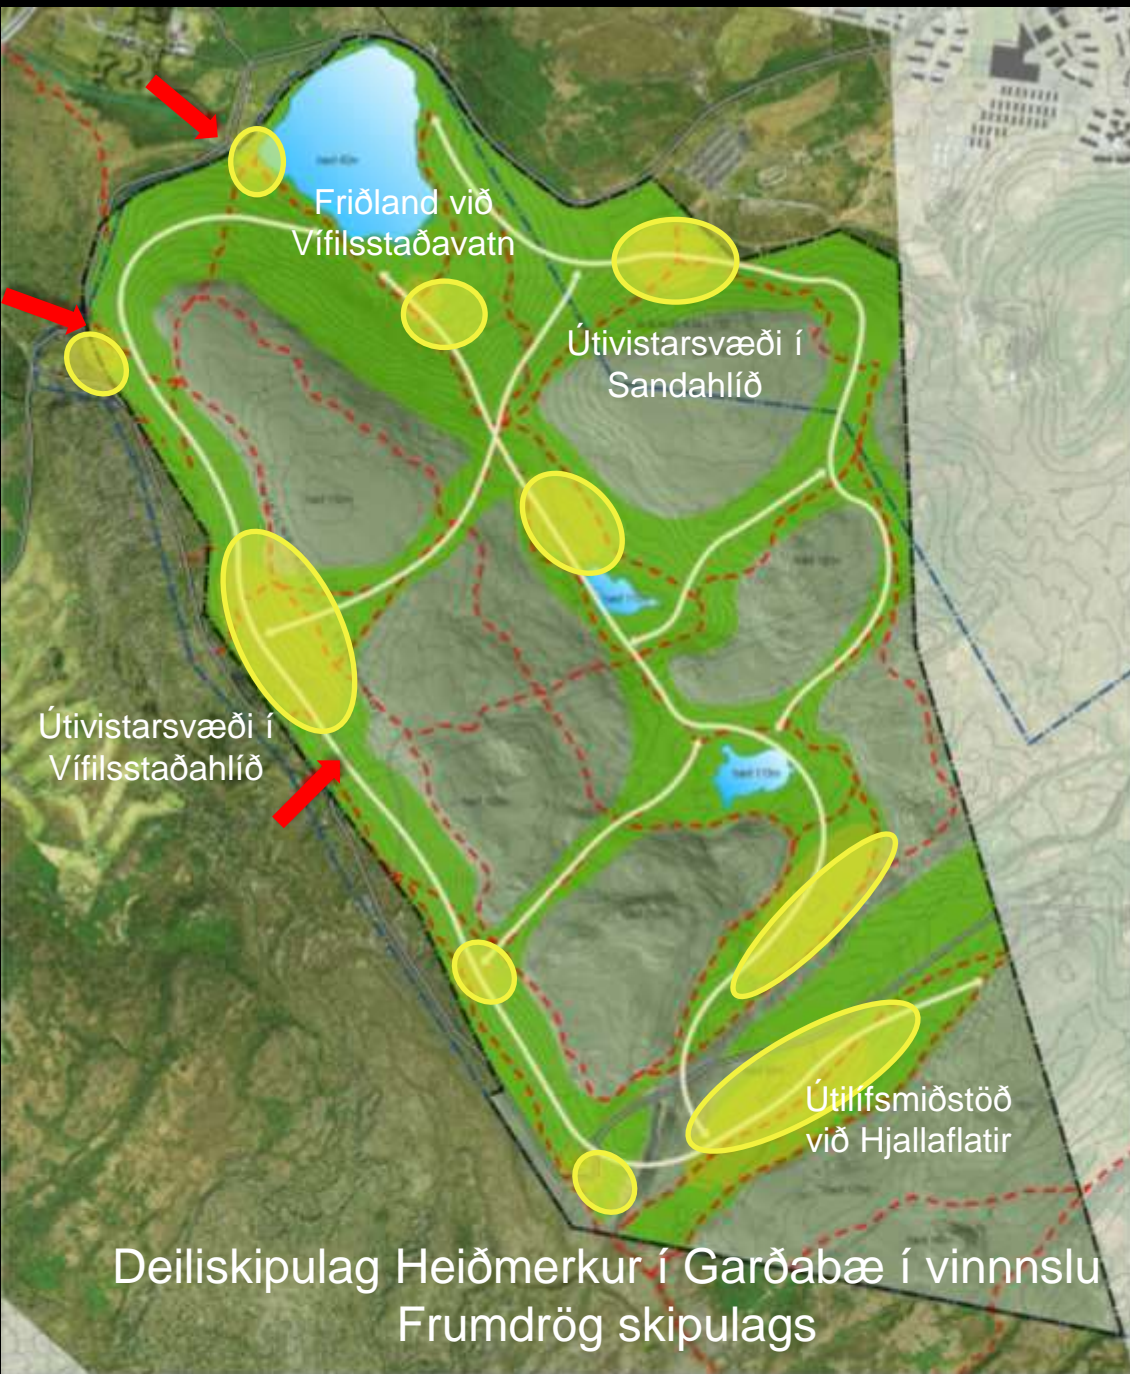 Friðland við
Vífilsstaðavatn
Útivistarsvæði í
Sandahlíð
Útivistarsvæði í
Vífilsstaðahlíð
Útilífsmiðstöð
við Hjallaflatir
Deiliskipulag Heiðmerkur í Garðabæ í vinnnslu
Frumdrög skipulags